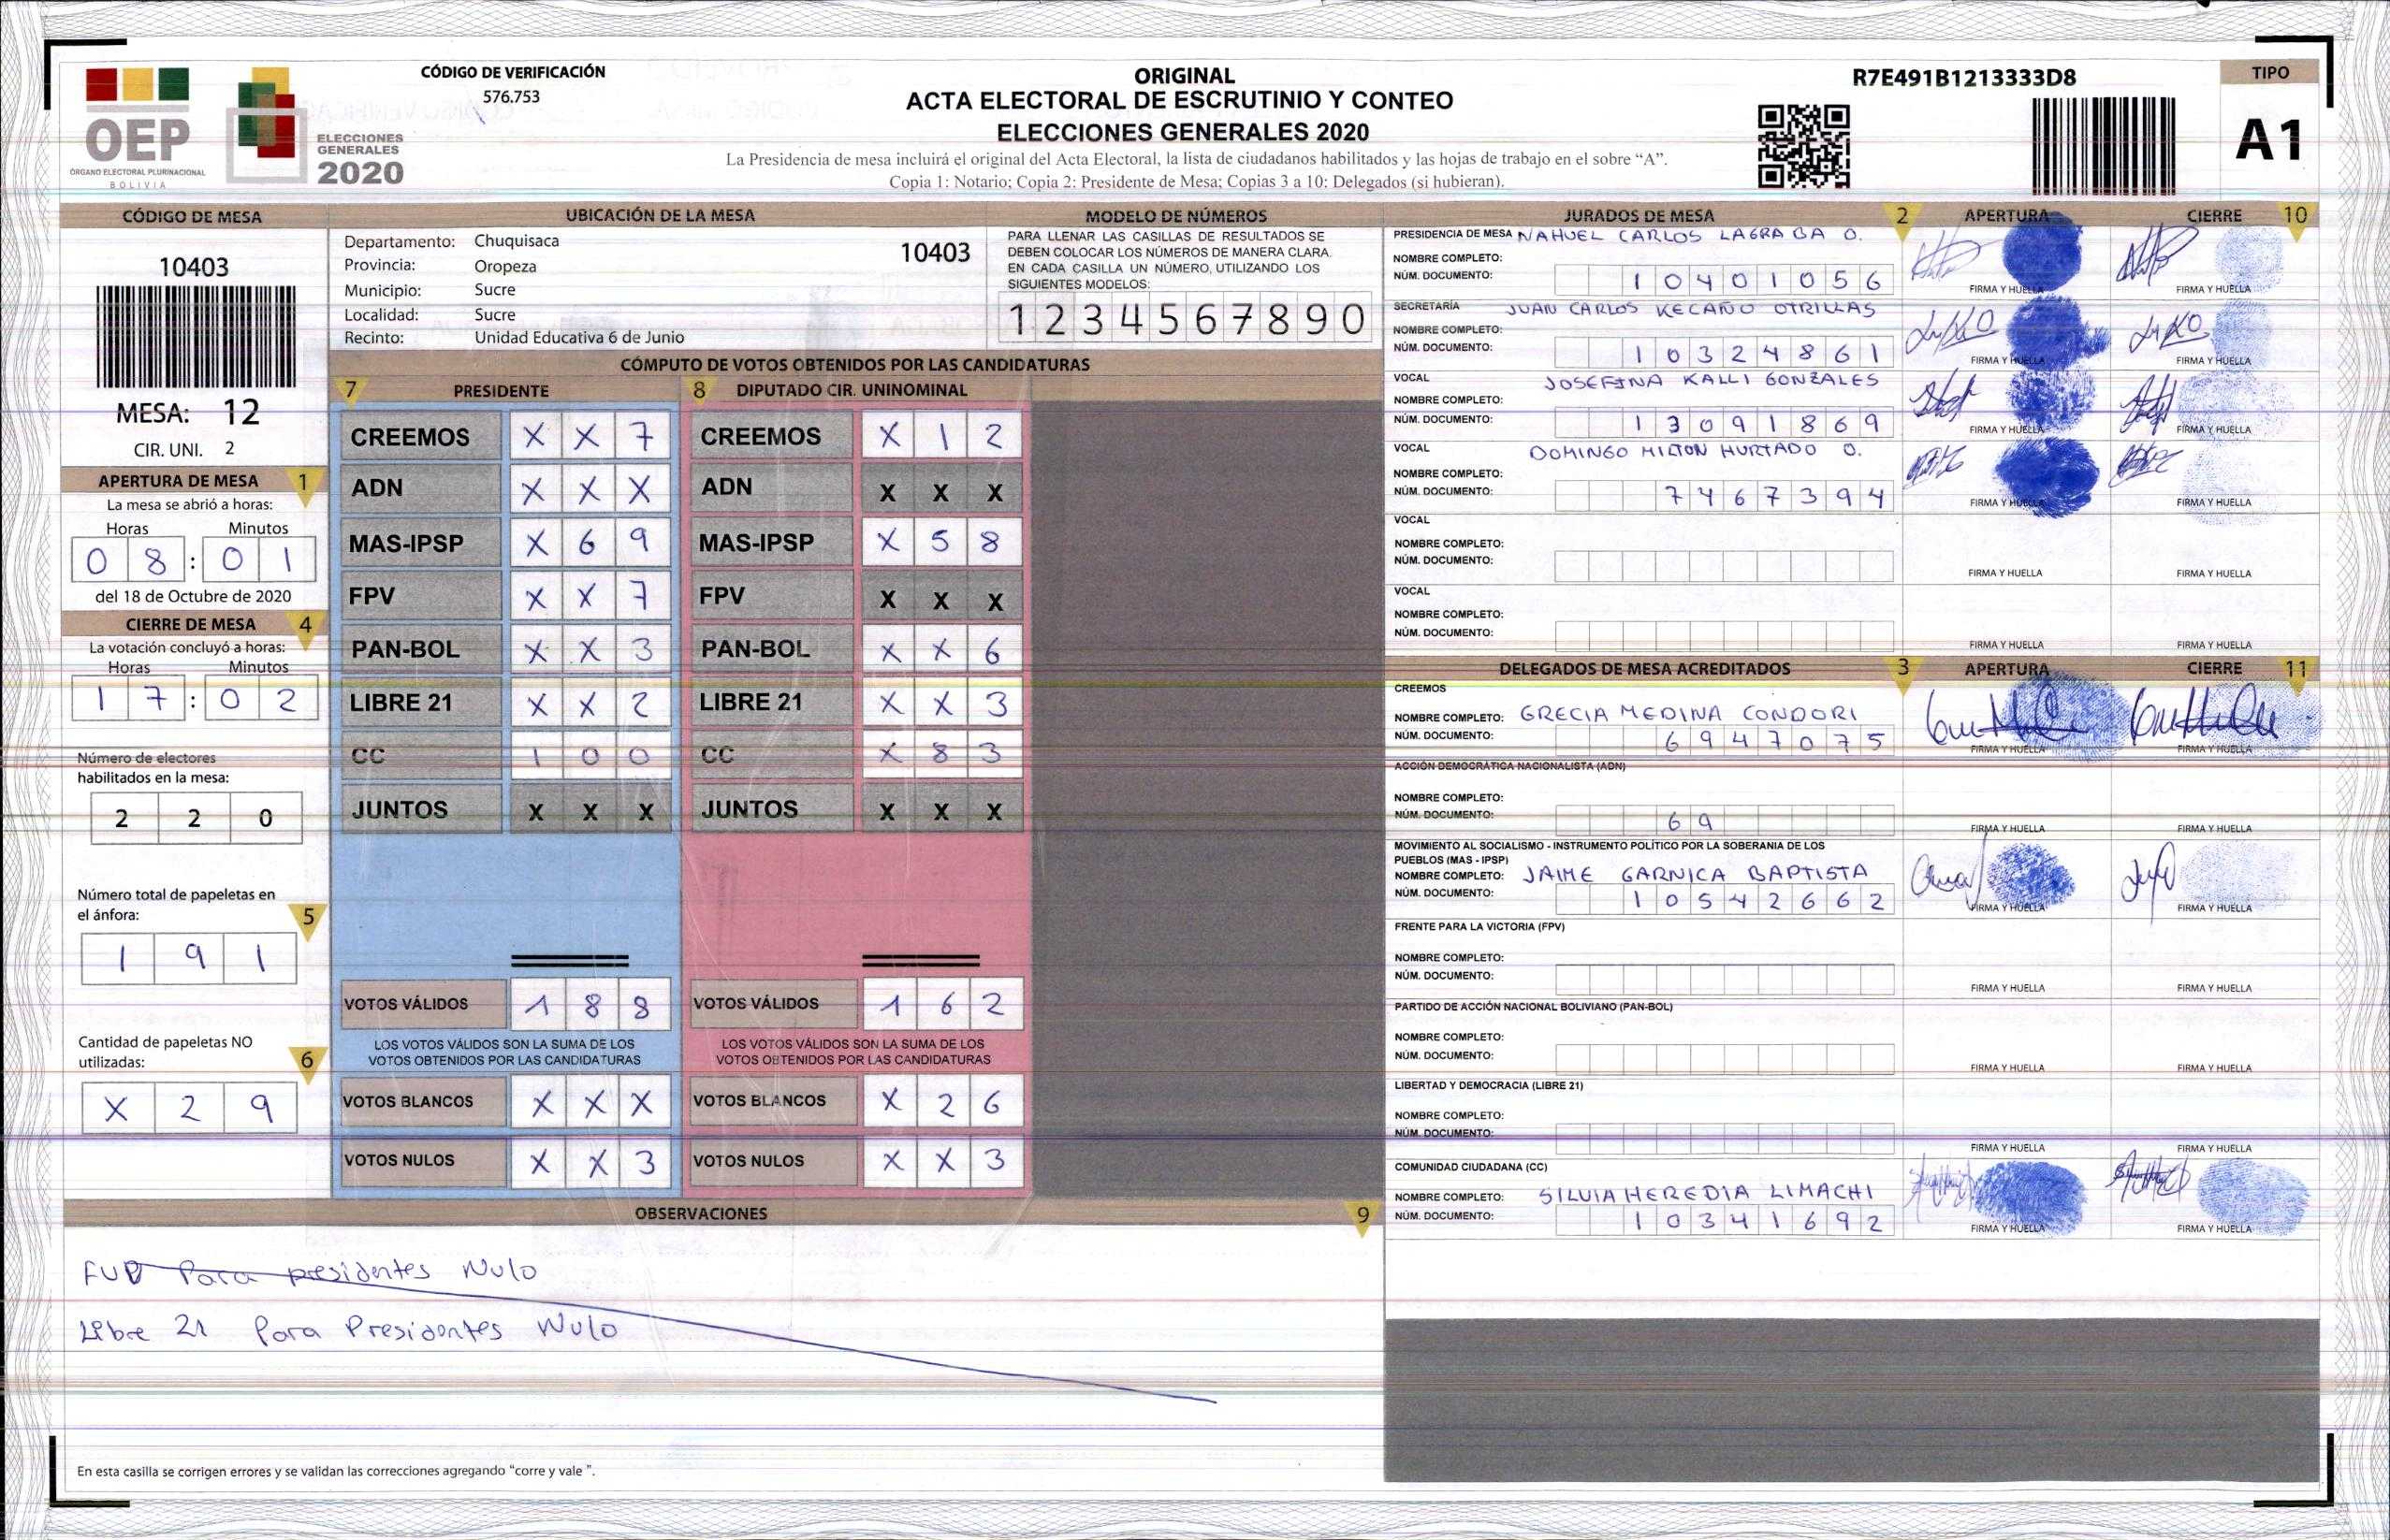 OEP
ÓRGANO ELECTORAL PLURINACIONAL
BOLIVIA
ELECCIONES
GENERALES
2020
CÓDIGO DE VERIFICACIÓN
576.753
ORIGINAL
ACTA ELECTORAL DE ESCRUTINIO Y CONTEO
ELECCIONES GENERALES 2020
La Presidencia de mesa incluirá el original del Acta Electoral, la lista de ciudadanos habilitados y las hojas de trabajo en el sobre “A”.
Copia 1: Notario; Copia 2: Presidente de Mesa; Copias 3 a 10: Delegados (si hubieran).
R7E491B1213333D8
TIPO
A1
CÓDIGO DE MESA
10403
MESA: 12
CIR. UNI. 2
APERTURA DE MESA 1
La mesa se abrió a horas:
Horas Minutos
0 8 : 0 1
del 18 de Octubre de 2020
CIERRE DE MESA 4
La votación concluyó a horas:
Horas Minutos
1 7 : 0 2
Número de electores
habilitados en la mesa:
2 2 0
Número total de papeletas en
el ánfora: 5
1 9 1
Cantidad de papeletas NO
utilizadas: 6
X 2 9
UBICACIÓN DE LA MESA
Departamento: Chuquisaca 10403
Provincia: Oropeza
Municipio: Sucre
Localidad: Sucre
Recinto: Unidad Educativa 6 de Junio
MODELO DE NÚMEROS
PARA LLENAR LAS CASILLAS DE RESULTADOS SE
DEBEN COLOCAR LOS NÚMEROS DE MANERA CLARA.
EN CADA CASILLA UN NÚMERO, UTILIZANDO LOS
SIGUIENTES MODELOS:
1 2 3 4 5 6 7 8 9 0
CÓMPUTO DE VOTOS OBTENIDOS POR LAS CANDIDATURAS
7 PRESIDENTE 8 DIPUTADO CIR. UNINOMINAL
CREEMOS X X 7 CREEMOS X 1 2
ADN X X X ADN X X X
MAS-IPSP X 6 9 MAS-IPSP X 5 8
FPV X X 7 FPV X X X
PAN-BOL X X 3 PAN-BOL X X 6
LIBRE 21 X X 2 LIBRE 21 X X 3
CC 1 0 0 CC X 8 3
JUNTOS X X X JUNTOS X X X
VOTOS VÁLIDOS 1 8 8 VOTOS VÁLIDOS 1 6 2
LOS VOTOS VÁLIDOS SON LA SUMA DE LOS LOS VOTOS VÁLIDOS SON LA SUMA DE LOS
VOTOS OBTENIDOS POR LAS CANDIDATURAS VOTOS OBTENIDOS POR LAS CANDIDATURAS
VOTOS BLANCOS X X X VOTOS BLANCOS X 2 6
VOTOS NULOS X X 3 VOTOS NULOS X X 3
OBSERVACIONES 9
FUP Para presidentes Nulo
Libre 21 Para Presidentes Nulo
En esta casilla se corrigen errores y se validan las correcciones agregando “corre y vale ”.
JURADOS DE MESA 2 APERTURA CIERRE 10
PRESIDENCIA DE MESA NAHUEL CARLOS LAGRABA O.
NOMBRE COMPLETO:
NÚM. DOCUMENTO: 1 0 4 0 1 0 5 6 FIRMA Y HUELLA FIRMA Y HUELLA
SECRETARÍA JUAN CARLOS KECAÑO OTRILLAS
NOMBRE COMPLETO:
NÚM. DOCUMENTO: 1 0 3 2 4 8 6 1 FIRMA Y HUELLA FIRMA Y HUELLA
VOCAL JOSEFINA KALLI GONZALES
NOMBRE COMPLETO:
NÚM. DOCUMENTO: 1 3 0 9 1 8 6 9 FIRMA Y HUELLA FIRMA Y HUELLA
VOCAL DOMINGO MILTON HURTADO O.
NOMBRE COMPLETO:
NÚM. DOCUMENTO: 7 4 6 7 3 9 4 FIRMA Y HUELLA FIRMA Y HUELLA
VOCAL
NOMBRE COMPLETO:
NÚM. DOCUMENTO: FIRMA Y HUELLA FIRMA Y HUELLA
VOCAL
NOMBRE COMPLETO:
NÚM. DOCUMENTO: FIRMA Y HUELLA FIRMA Y HUELLA
DELEGADOS DE MESA ACREDITADOS 3 APERTURA CIERRE 11
CREEMOS
NOMBRE COMPLETO: GRECIA MEDINA CONDORI
NÚM. DOCUMENTO: 6 9 4 7 0 7 5 FIRMA Y HUELLA FIRMA Y HUELLA
ACCIÓN DEMOCRÁTICA NACIONALISTA (ADN)
NOMBRE COMPLETO:
NÚM. DOCUMENTO: 6 9 FIRMA Y HUELLA FIRMA Y HUELLA
MOVIMIENTO AL SOCIALISMO - INSTRUMENTO POLÍTICO POR LA SOBERANIA DE LOS
PUEBLOS (MAS - IPSP)
NOMBRE COMPLETO: JAIME GARNICA BAPTISTA
NÚM. DOCUMENTO: 1 0 5 4 2 6 6 2 FIRMA Y HUELLA FIRMA Y HUELLA
FRENTE PARA LA VICTORIA (FPV)
NOMBRE COMPLETO:
NÚM. DOCUMENTO: FIRMA Y HUELLA FIRMA Y HUELLA
PARTIDO DE ACCIÓN NACIONAL BOLIVIANO (PAN-BOL)
NOMBRE COMPLETO:
NÚM. DOCUMENTO: FIRMA Y HUELLA FIRMA Y HUELLA
LIBERTAD Y DEMOCRACIA (LIBRE 21)
NOMBRE COMPLETO:
NÚM. DOCUMENTO: FIRMA Y HUELLA FIRMA Y HUELLA
COMUNIDAD CIUDADANA (CC)
NOMBRE COMPLETO: SILVIA HEREDIA LIMACHI
NÚM. DOCUMENTO: 1 0 3 4 1 6 9 2 FIRMA Y HUELLA FIRMA Y HUELLA